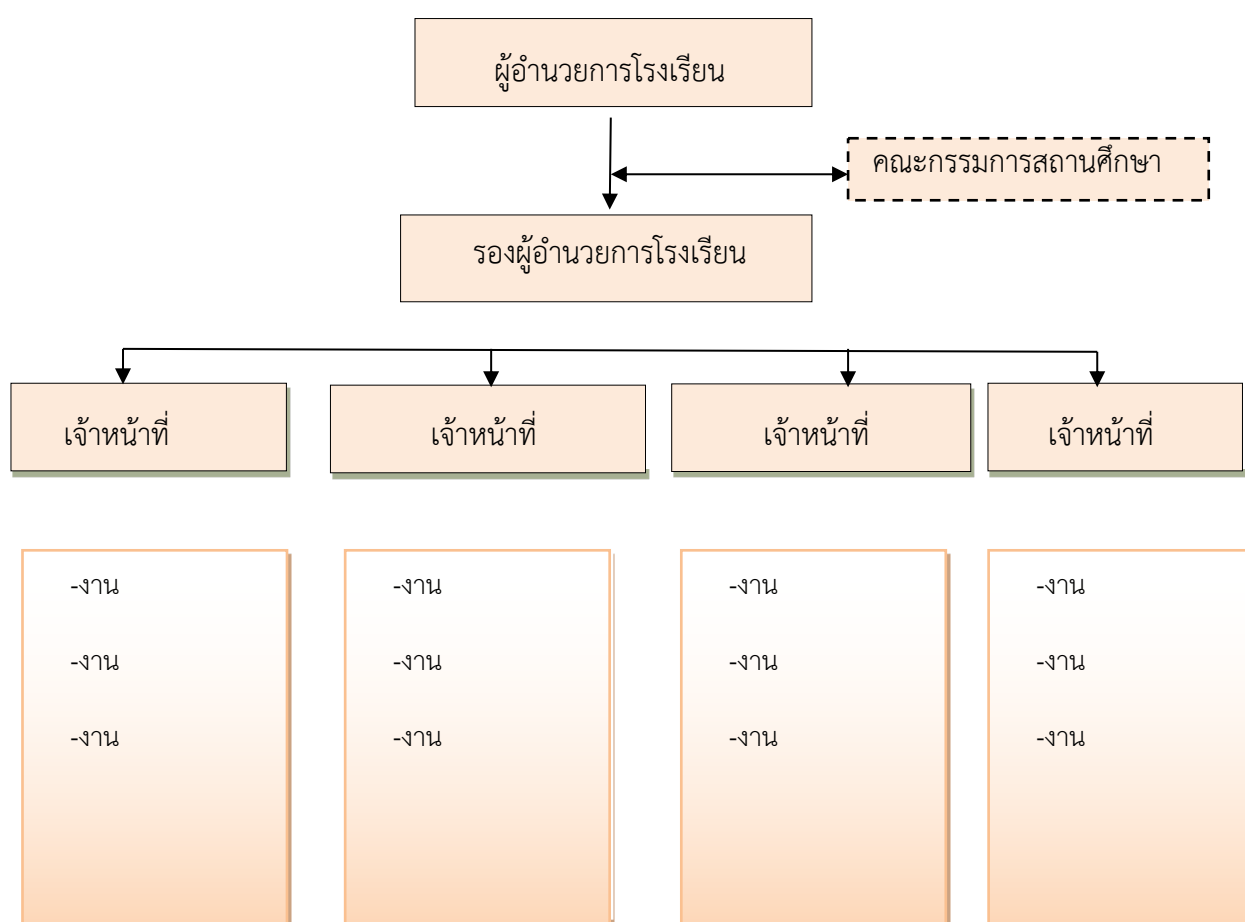 ผู้อำนวยการโรงเรียน
คณะกรรมการสถานศึกษา
รองผู้อำนวยการโรงเรียน
เจ้าหน้าที่
เจ้าหน้าที่
เจ้าหน้าที่
เจ้าหน้าที่
-งาน
-งาน
-งาน
-งาน
-งาน
-งาน
-งาน
-งาน
-งาน
-งาน
-งาน
-งาน